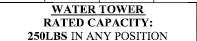 WATER TOWER
RATED CAPACITY:
250LBS IN ANY POSITION